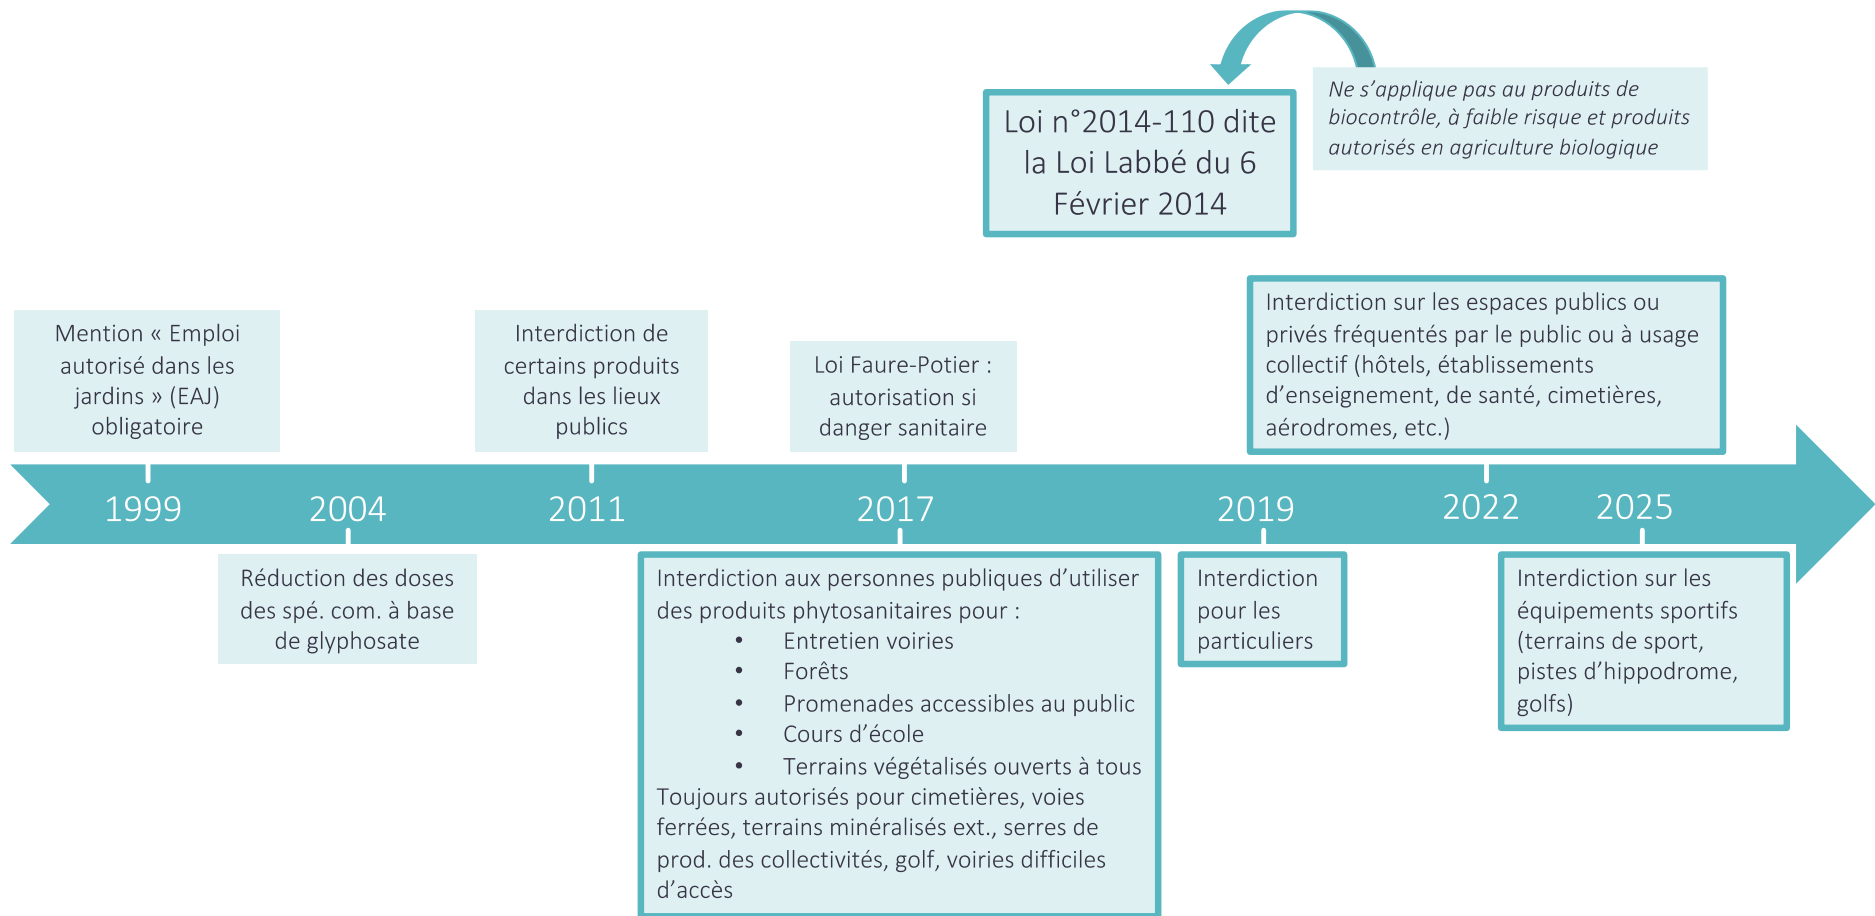 Loi n°2014-110 dite
la Loi Labbé du 6
Février 2014
Ne s’applique pas au produits de
biocontrôle, à faible risque et produits
autorisés en agriculture biologique
Mention « Emploi
autorisé dans les
jardins » (EAJ)
obligatoire
Interdiction de
certains produits
dans les lieux
publics
Loi Faure-Potier :
autorisation si
danger sanitaire
Interdiction sur les espaces publics ou
privés fréquentés par le public ou à usage
collectif (hôtels, établissements
d’enseignement, de santé, cimetières,
aérodromes, etc.)
1999
2004
2011
2017
2019
2022
2025
Réduction des doses
des spé. com. à base
de glyphosate
Interdiction aux personnes publiques d’utiliser
des produits phytosanitaires pour :
• Entretien voiries
• Forêts
• Promenades accessibles au public
• Cours d’école
• Terrains végétalisés ouverts à tous
Toujours autorisés pour cimetières, voies
ferrées, terrains minéralisés ext., serres de
prod. des collectivités, golf, voiries difficiles
d’accès
Interdiction
pour les
particuliers
Interdiction sur les
équipements sportifs
(terrains de sport,
pistes d’hippodrome,
golfs)